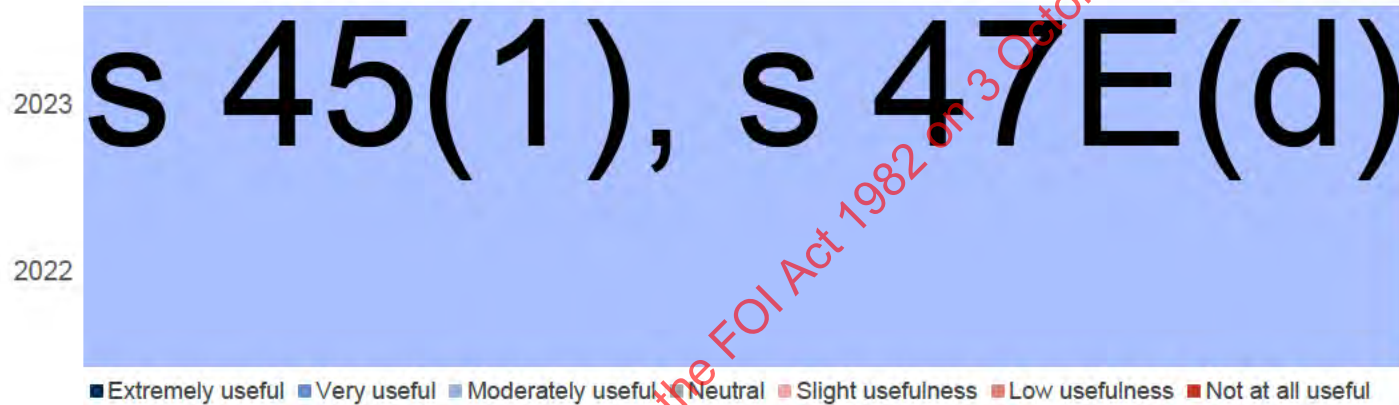 2023
s 45(1), s 47E(d)
2022
Extremely useful Very useful Moderately useful Neutral Slight usefulness Low usefulness Not at all useful
the FOI Act 1982 on 3 Octo